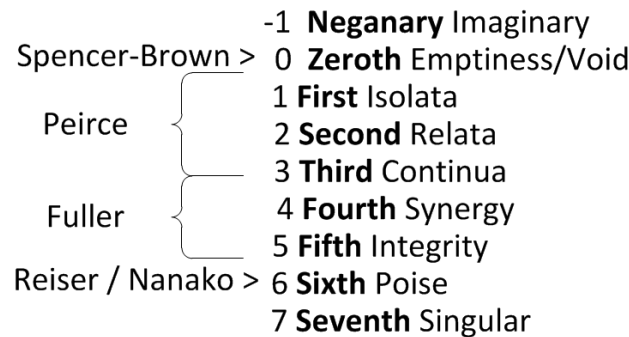 -1 Neganary Imaginary
Spencer-Brown > 0 Zeroth Emptiness/Void
1 First Isolata
Peirce
2 Second Relata
3 Third Continua
4 Fourth Synergy
Fuller
5 Fifth Integrity
Reiser / Nanako > 6 Sixth Poise
7 Seventh Singular